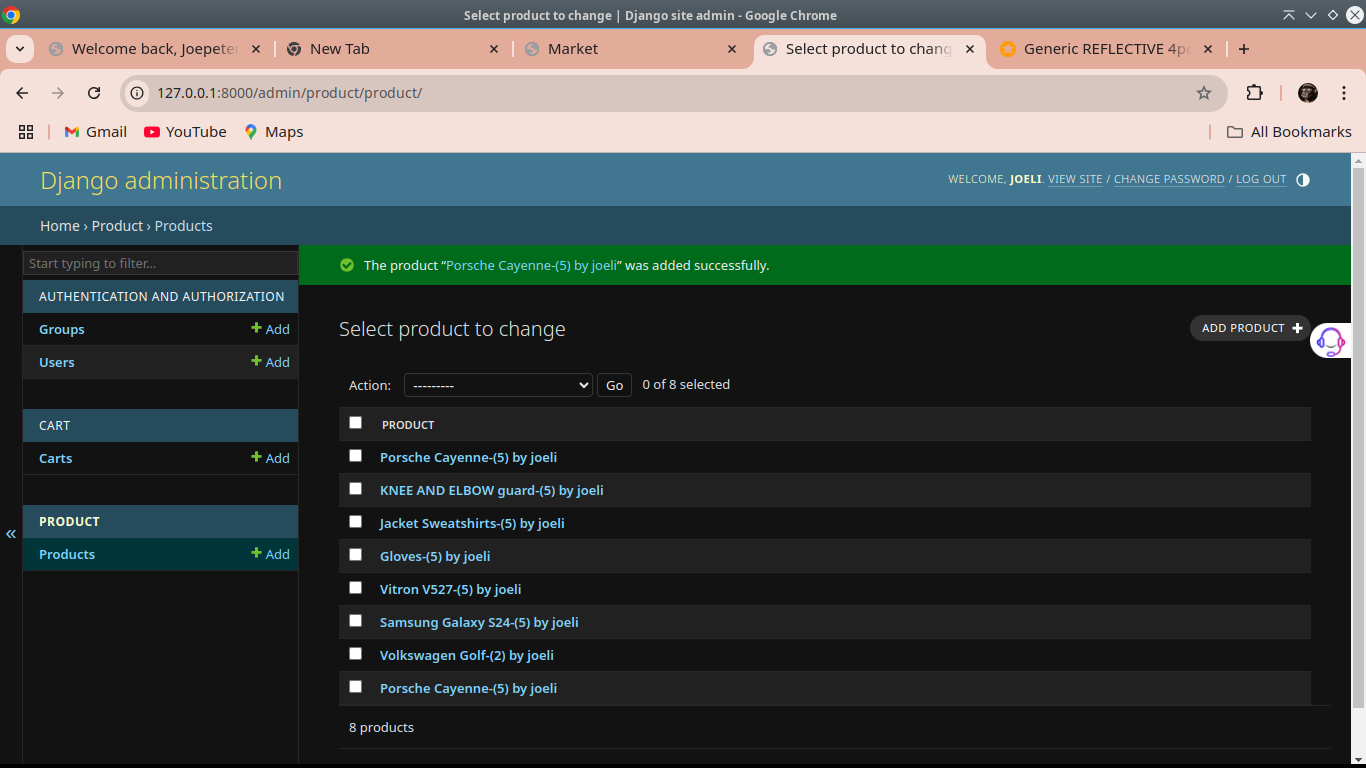 Select product to change | Django site admin - Google Chrome
Welcome back, Joepeter
New Tab
Market
Select product to chang
Generic REFLECTIVE 4pc
127.0.0.1:8000/admin/product/product/
Gmail
YouTube
Maps
All Bookmarks
Django administration
WELCOME, JOELI. VIEW SITE / CHANGE PASSWORD / LOG OUT
Home › Product › Products
Start typing to filter...
The product “Porsche Cayenne-(5) by joeli” was added successfully.
AUTHENTICATION AND AUTHORIZATION
Groups + Add
Users + Add
CART
Carts + Add
PRODUCT
Products + Add
«
Select product to change
ADD PRODUCT +
Action: --------- Go 0 of 8 selected
PRODUCT
Porsche Cayenne-(5) by joeli
KNEE AND ELBOW guard-(5) by joeli
Jacket Sweatshirts-(5) by joeli
Gloves-(5) by joeli
Vitron V527-(5) by joeli
Samsung Galaxy S24-(5) by joeli
Volkswagen Golf-(2) by joeli
Porsche Cayenne-(5) by joeli
8 products